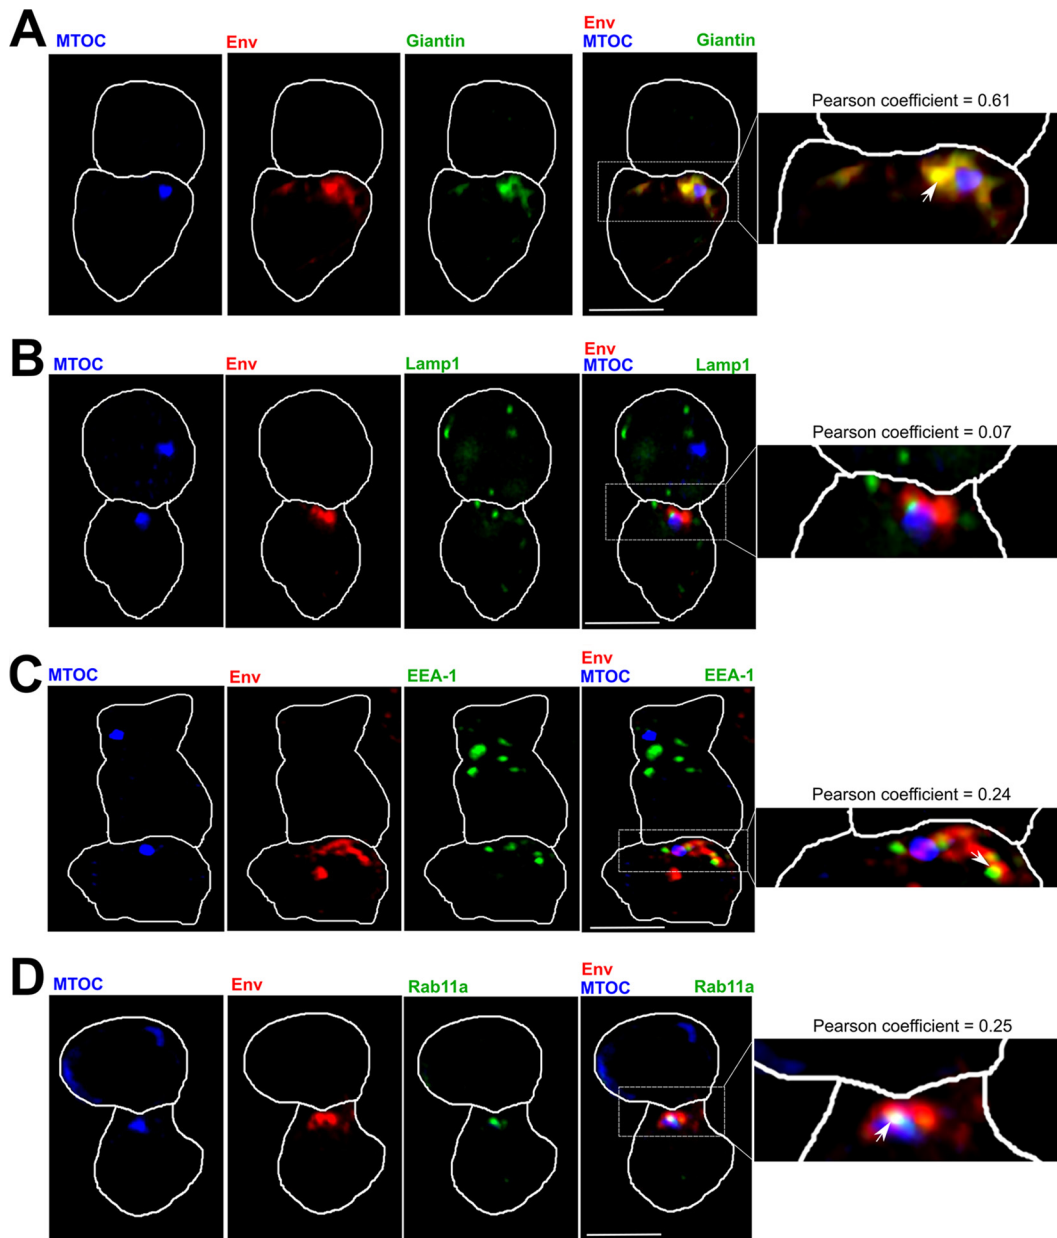 A
MTOC Env Giantin Env
MTOC Giantin
Pearson coefficient = 0.61
B
MTOC Env Lamp1 Env
MTOC Lamp1
Pearson coefficient = 0.07
C
MTOC Env EEA-1 Env
MTOC EEA-1
Pearson coefficient = 0.24
D
MTOC Env Rab11a Env
MTOC Rab11a
Pearson coefficient = 0.25